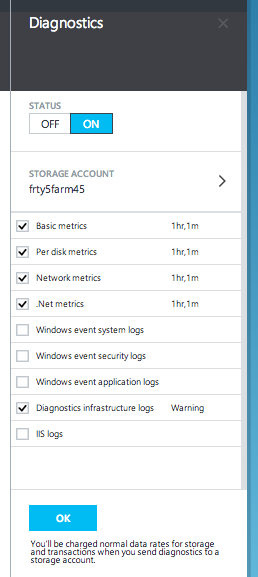 Diagnostics
STATUS
OFF ON
STORAGE ACCOUNT
frty5farm45
Basic metrics 1hr,1m
Per disk metrics 1hr,1m
Network metrics 1hr,1m
.Net metrics 1hr,1m
Windows event system logs
Windows event security logs
Windows event application logs
Diagnostics infrastructure logs Warning
IIS logs
OK
You'll be charged normal data rates for storage
and transactions when you send diagnostics to a
storage account.